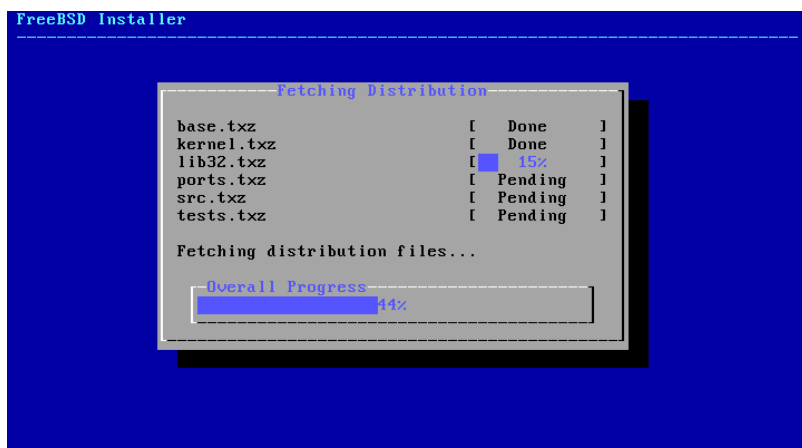 FreeBSD Installer
Fetching Distribution
base.txz [ Done ]
kernel.txz [ Done ]
lib32.txz [ 15% ]
ports.txz [ Pending ]
src.txz [ Pending ]
tests.txz [ Pending ]
Fetching distribution files...
Overall Progress
44%